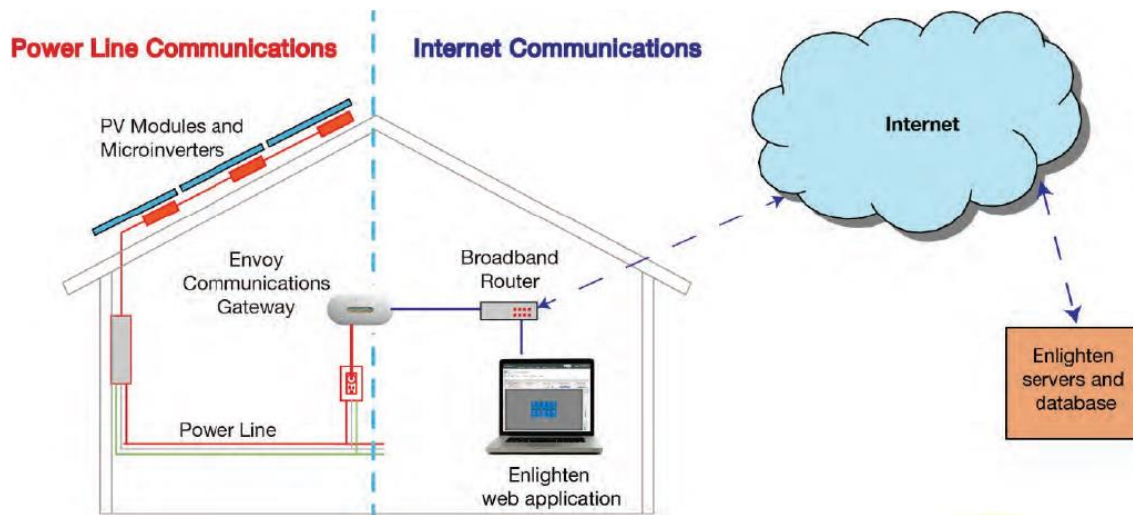 Power Line Communications
Internet Communications
PV Modules and
Microinverters
Internet
Envoy
Communications
Gateway
Broadband
Router
Power Line
Enlighten
web application
Enlighten
servers and
database